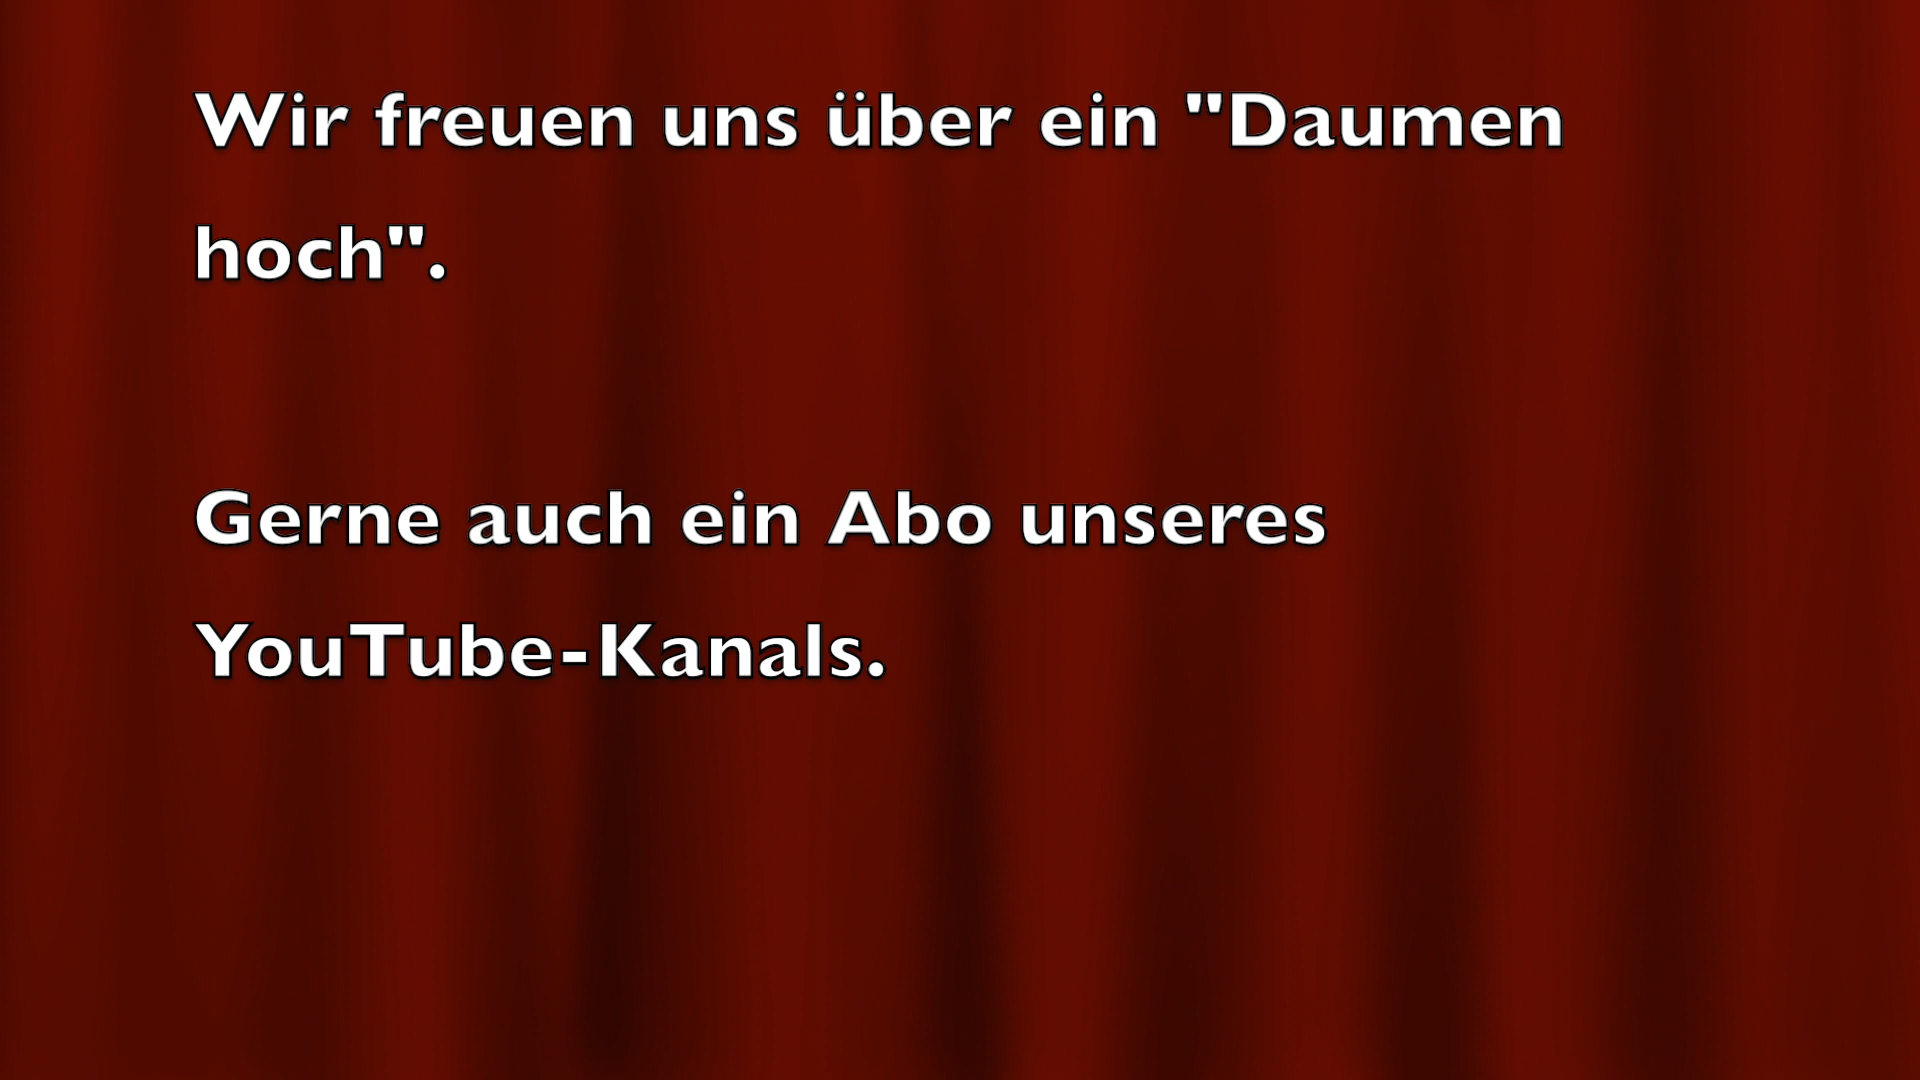 Wir freuen uns über ein "Daumen
hoch".
Gerne auch ein Abo unseres
YouTube-Kanals.